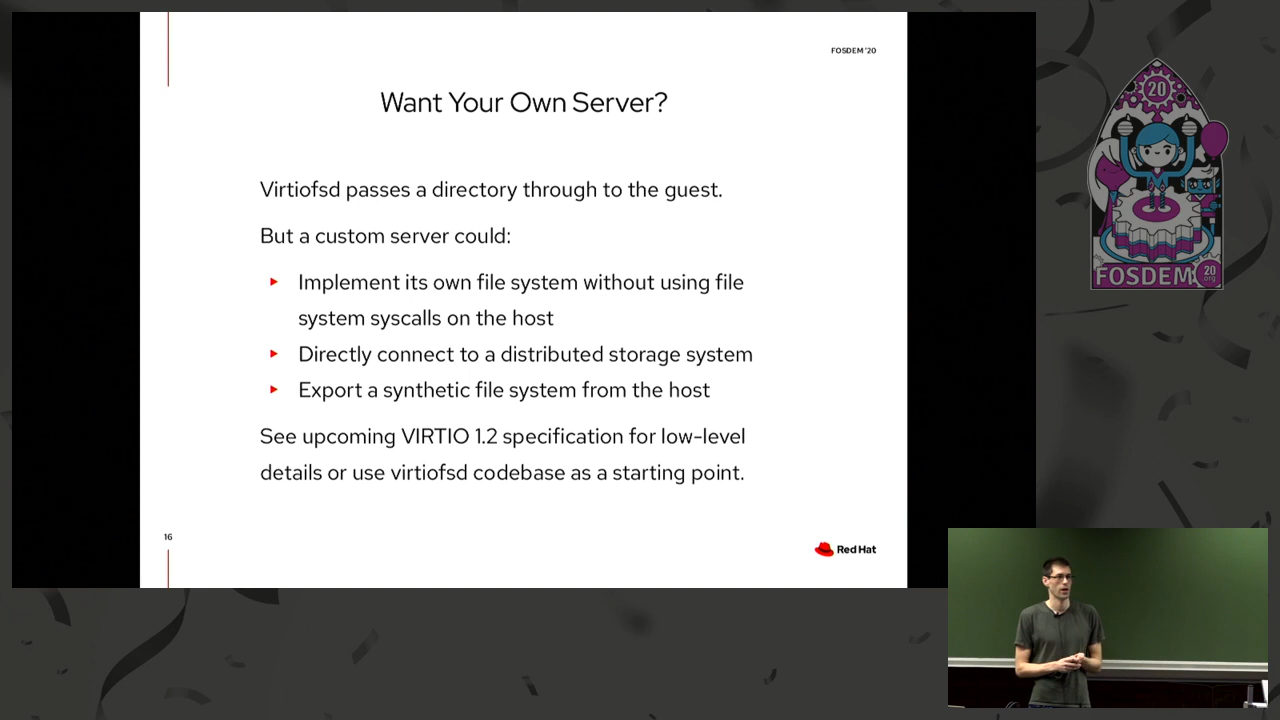 FOSDEM '20
Want Your Own Server?
Virtiofsd passes a directory through to the guest.
But a custom server could:
Implement its own file system without using file
system syscalls on the host
Directly connect to a distributed storage system
Export a synthetic file system from the host
See upcoming VIRTIO 1.2 specification for low-level
details or use virtiofsd codebase as a starting point.
16
Red Hat
20
FOSDEM
20
.org